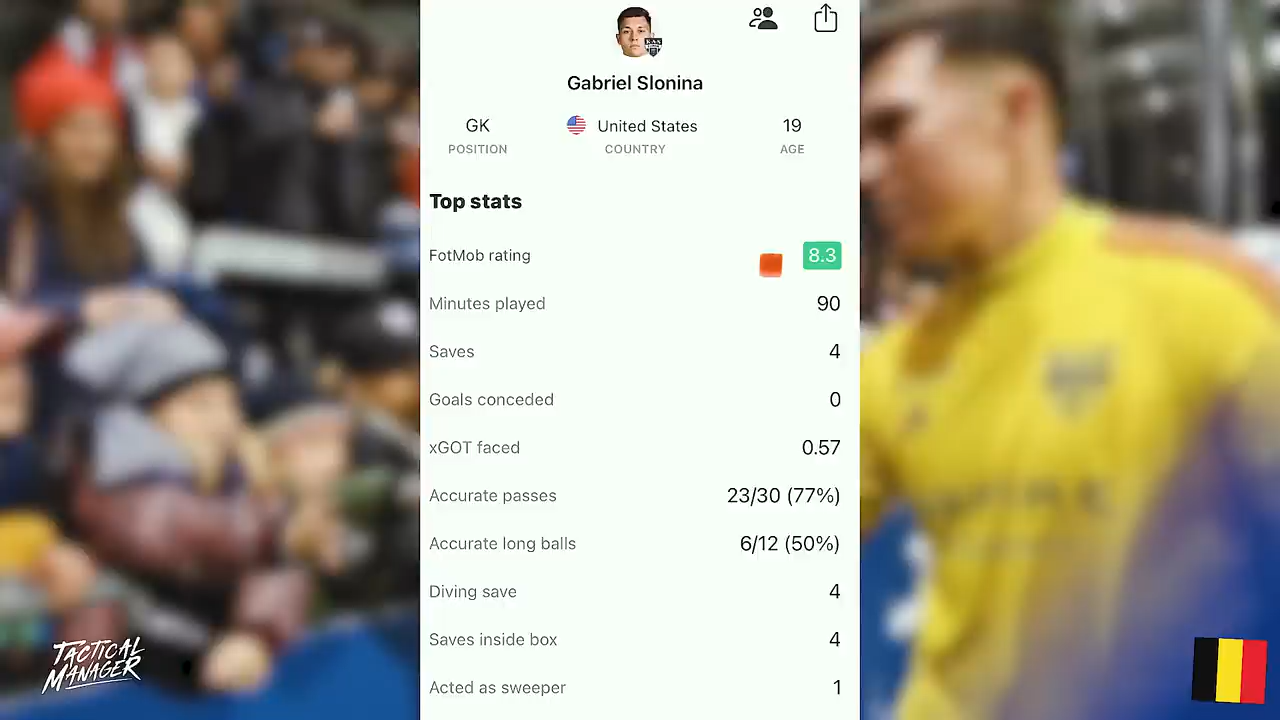 Gabriel Slonina
GK United States 19
POSITION COUNTRY AGE
Top stats
FotMob rating 8.3
Minutes played 90
Saves 4
Goals conceded 0
xGOT faced 0.57
Accurate passes 23/30 (77%)
Accurate long balls 6/12 (50%)
Diving save 4
Saves inside box 4
Acted as sweeper 1
TACTICAL
MANAGER